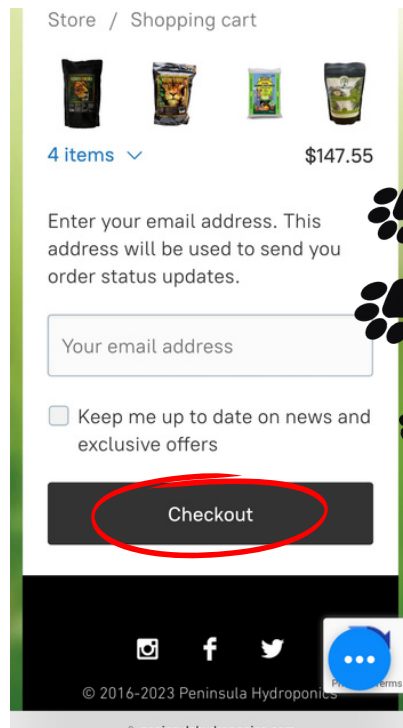 Store / Shopping cart
4 items
$147.55
Enter your email address. This
address will be used to send you
order status updates.
Your email address
Keep me up to date on news and
exclusive offers
Checkout
© 2016-2023 Peninsula Hydroponics